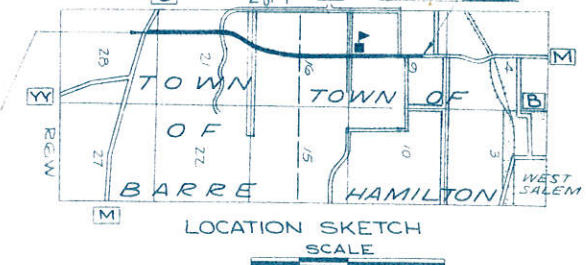 M
28
21
16
9
4
YY
TOWN
TOWN OF
B
OF
R6W
27
22
15
10
3
WEST
SALEM
BARRE
HAMILTON
M
LOCATION SKETCH
SCALE